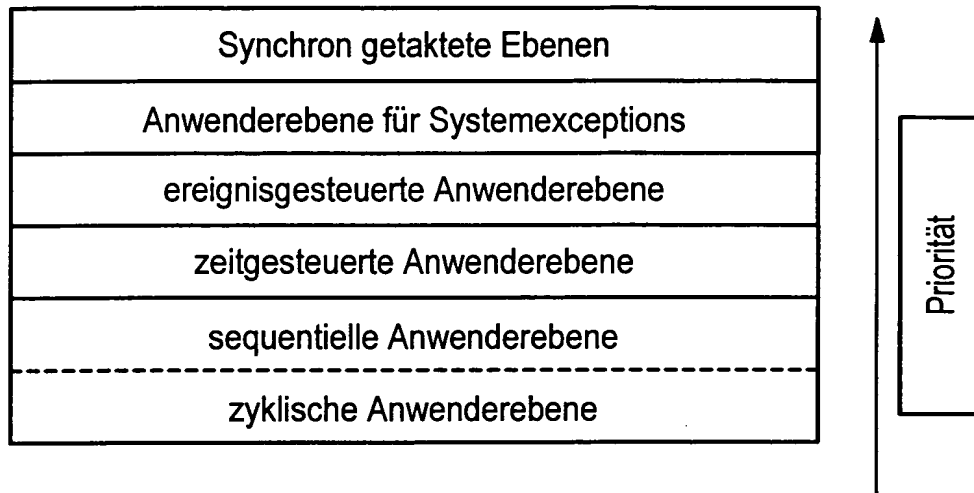 Synchron getaktete Ebenen
Anwenderebene für Systemexceptions
ereignisgesteuerte Anwenderebene
zeitgesteuerte Anwenderebene
sequentielle Anwenderebene
zyklische Anwenderebene
Priorität